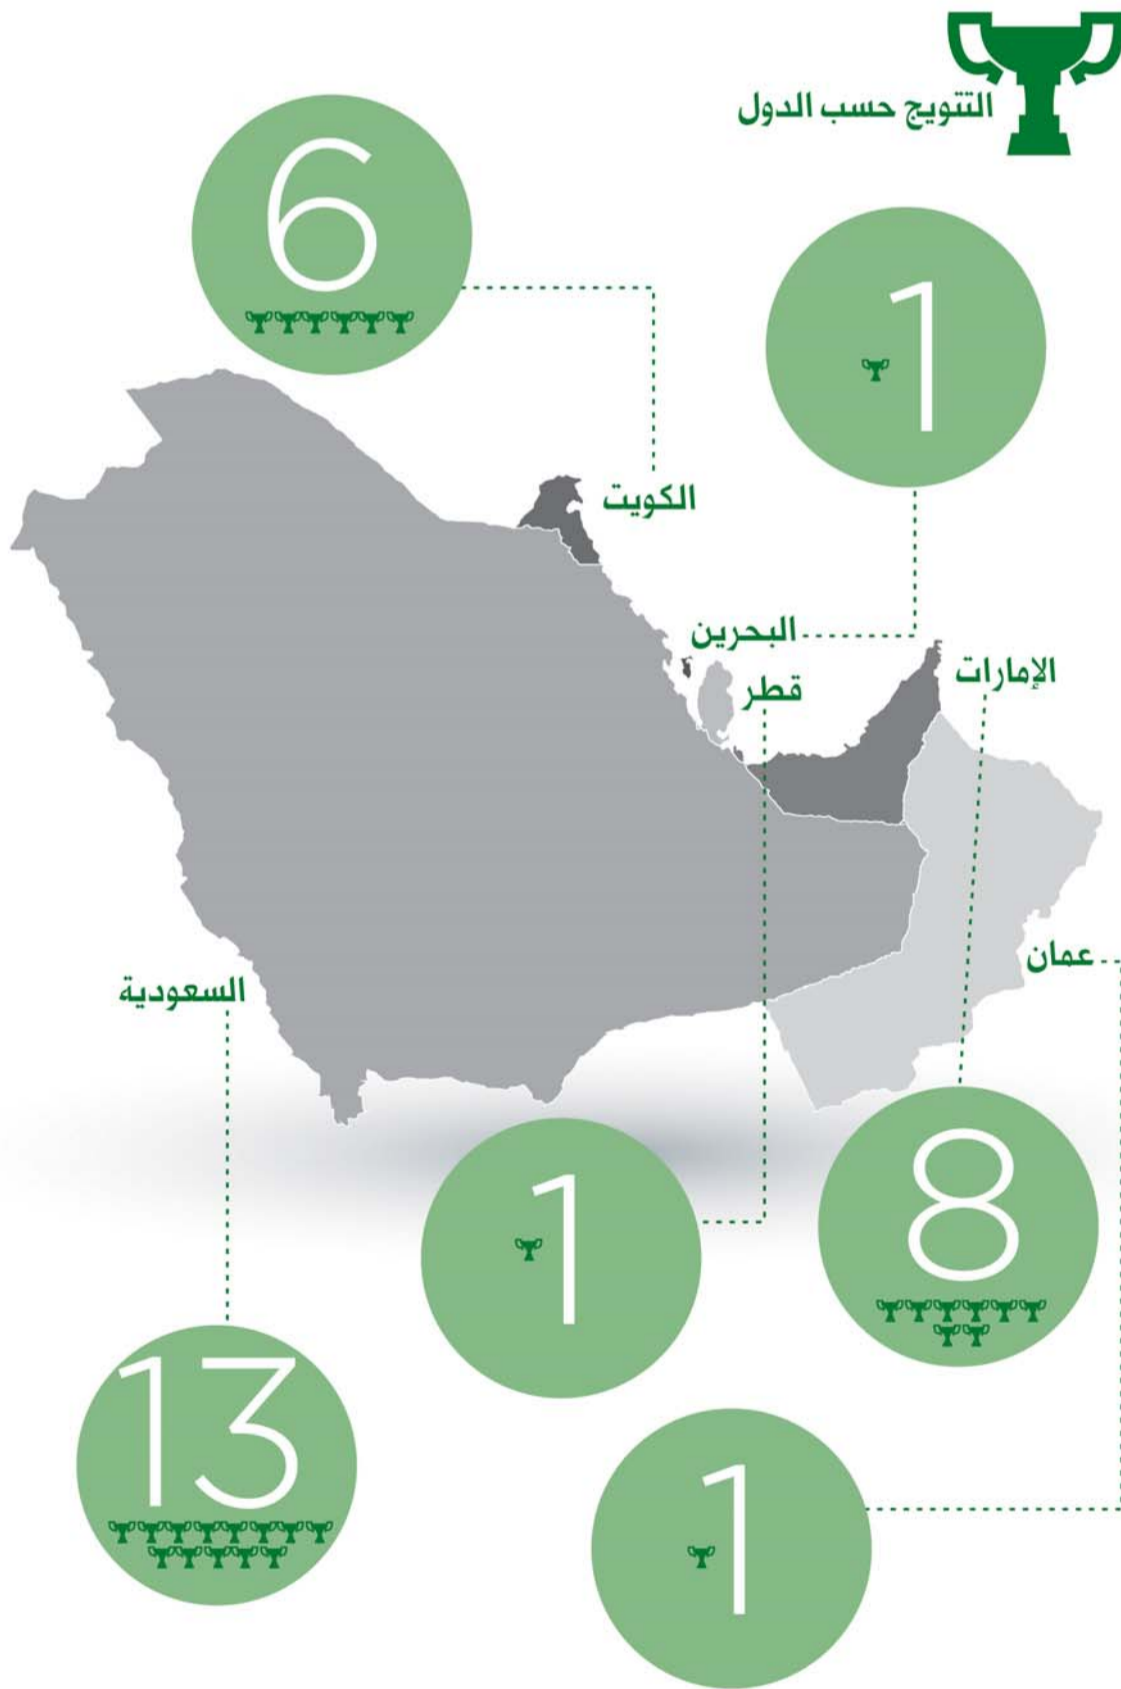 التتويج حسب الدول
6
1
الكويت
البحرين
الإمارات
قطر
عمان
السعودية
8
1
13
1